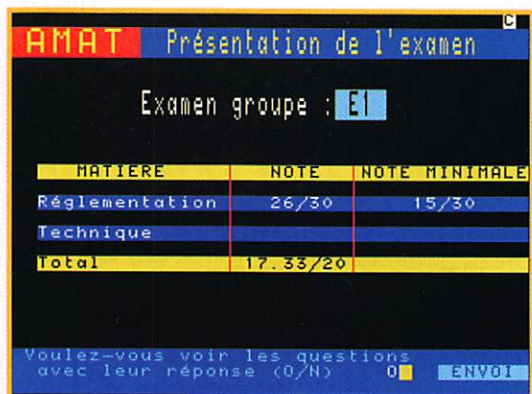 C
AMAT Présentation de l'examen
Examen groupe : E1
MATIERE NOTE NOTE MINIMALE
Réglementation 26/30 15/30
Technique
Total 17.33/20
Voulez-vous voir les questions
avec leur réponse (O/N) O ENVOI